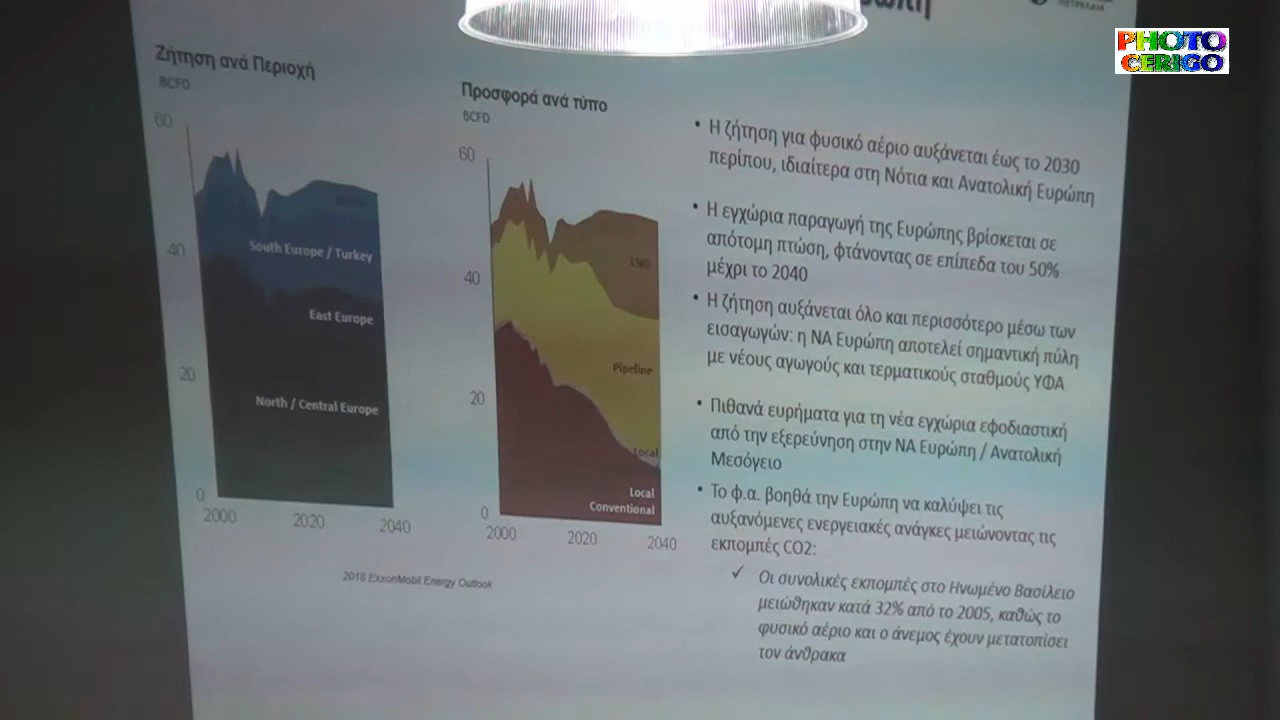 ΠΕΤΡΕΛΑΙΑ
PHOTO
CERIGO
Ζήτηση ανά Περιοχή
BCFD
60
40
20
0
2000 2020 2040
South Europe / Turkey
East Europe
North / Central Europe
Προσφορά ανά τύπο
BCFD
60
40
20
0
2000 2020 2040
LNG
Pipeline
Local
Local
Conventional
2018 ExxonMobil Energy Outlook
• Η ζήτηση για φυσικό αέριο αυξάνεται έως το 2030
περίπου, ιδιαίτερα στη Νότια και Ανατολική Ευρώπη
• Η εγχώρια παραγωγή της Ευρώπης βρίσκεται σε
απότομη πτώση, φτάνοντας σε επίπεδα του 50%
μέχρι το 2040
• Η ζήτηση αυξάνεται όλο και περισσότερο μέσω των
εισαγωγών: η ΝΑ Ευρώπη αποτελεί σημαντική πύλη
με νέους αγωγούς και τερματικούς σταθμούς ΥΦΑ
• Πιθανά ευρήματα για τη νέα εγχώρια εφοδιαστική
από την εξερεύνηση στην ΝΑ Ευρώπη / Ανατολική
Μεσόγειο
• Το φ.α. βοηθά την Ευρώπη να καλύψει τις
αυξανόμενες ενεργειακές ανάγκες μειώνοντας τις
εκπομπές CO2:
✓ Οι συνολικές εκπομπές στο Ηνωμένο Βασίλειο
μειώθηκαν κατά 32% από το 2005, καθώς το
φυσικό αέριο και ο άνεμος έχουν μετατοπίσει
τον άνθρακα